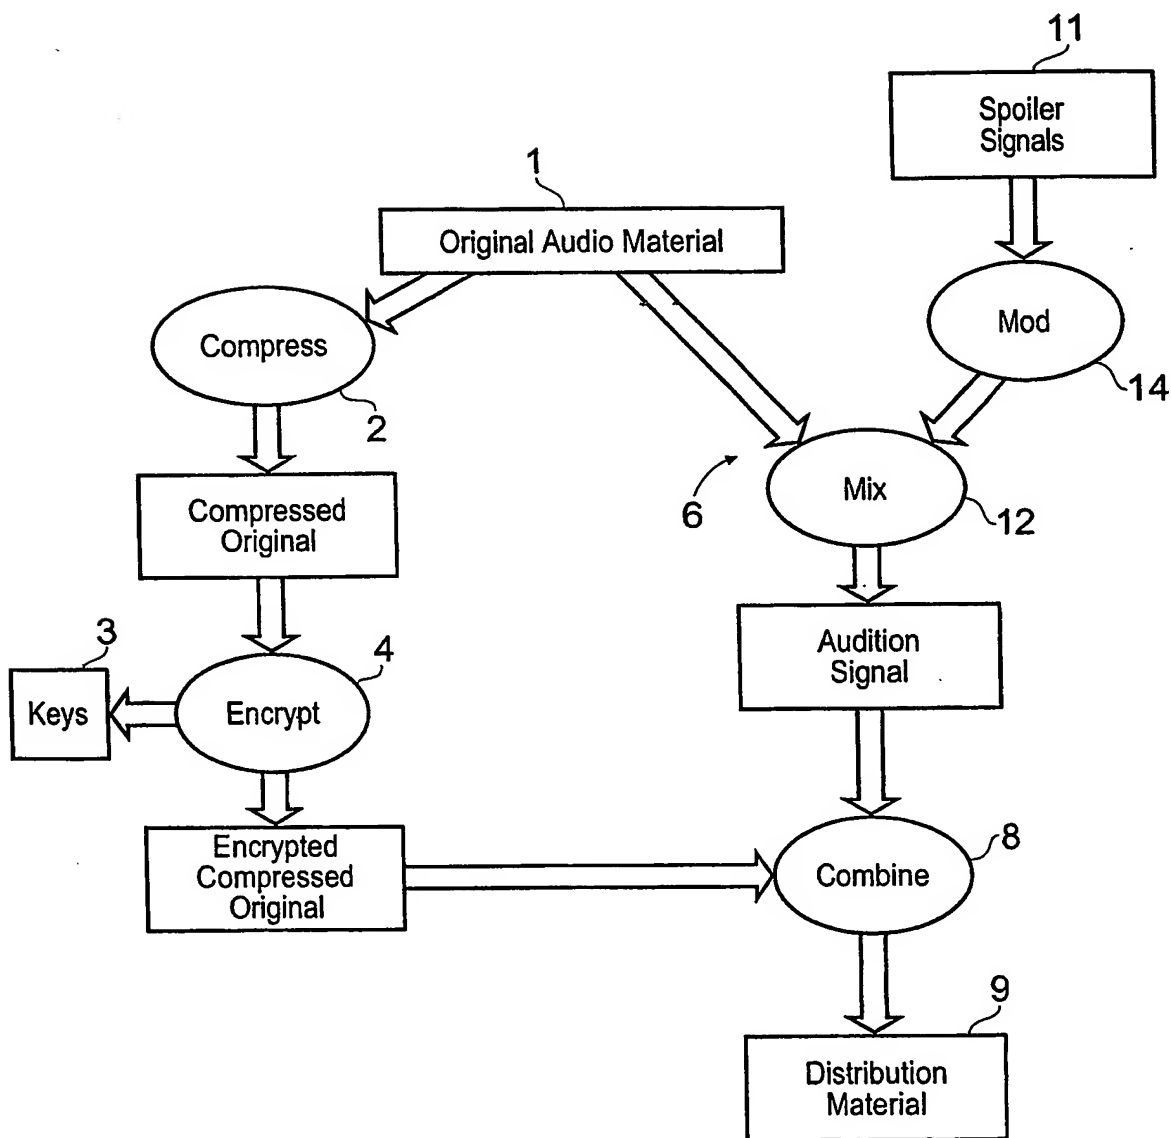 11
Spoiler
Signals
1
Original Audio Material
Mod
14
Compress
2
6
Mix
12
Compressed
Original
3
Keys
4
Encrypt
Audition
Signal
Encrypted
Compressed
Original
8
Combine
9
Distribution
Material